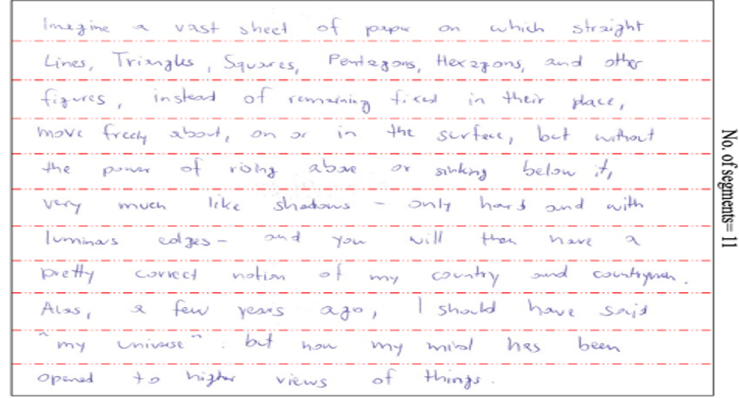 Imagine a vast sheet of paper on which straight
Lines, Triangles, Squares, Pentagons, Hexagons, and other
figures, instead of remaining fixed in their place,
move freely about, on or in the surface, but without
the power of rising above or sinking below it,
very much like shadows - only hard and with
luminous edges - and you will then have a
pretty correct notion of my country and countrymen.
Alas, a few years ago, I should have said
"my universe". but now my mind has been
opened to higher views of things.
No. of segments= 11